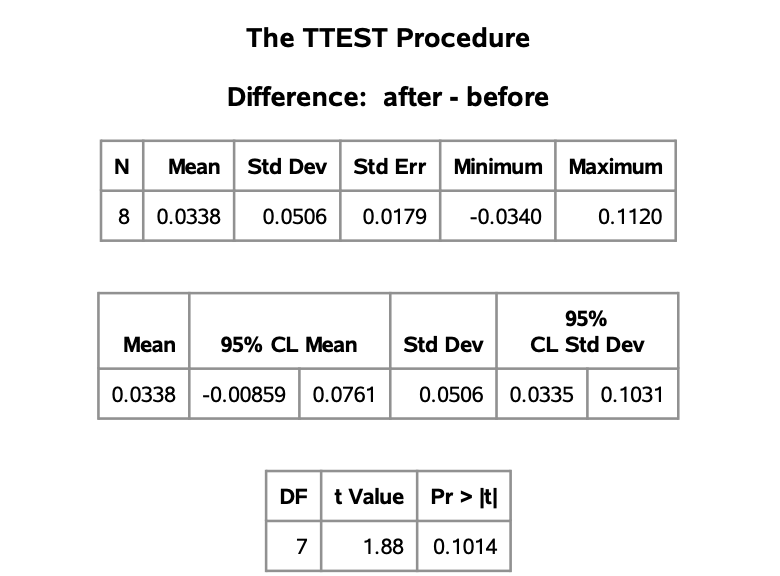 The TTEST Procedure
Difference: after - before
N Mean Std Dev Std Err Minimum Maximum
8 0.0338 0.0506 0.0179 -0.0340 0.1120
Mean 95% CL Mean Std Dev 95% CL Std Dev
0.0338 -0.00859 0.0761 0.0506 0.0335 0.1031
DF t Value Pr > |t|
7 1.88 0.1014